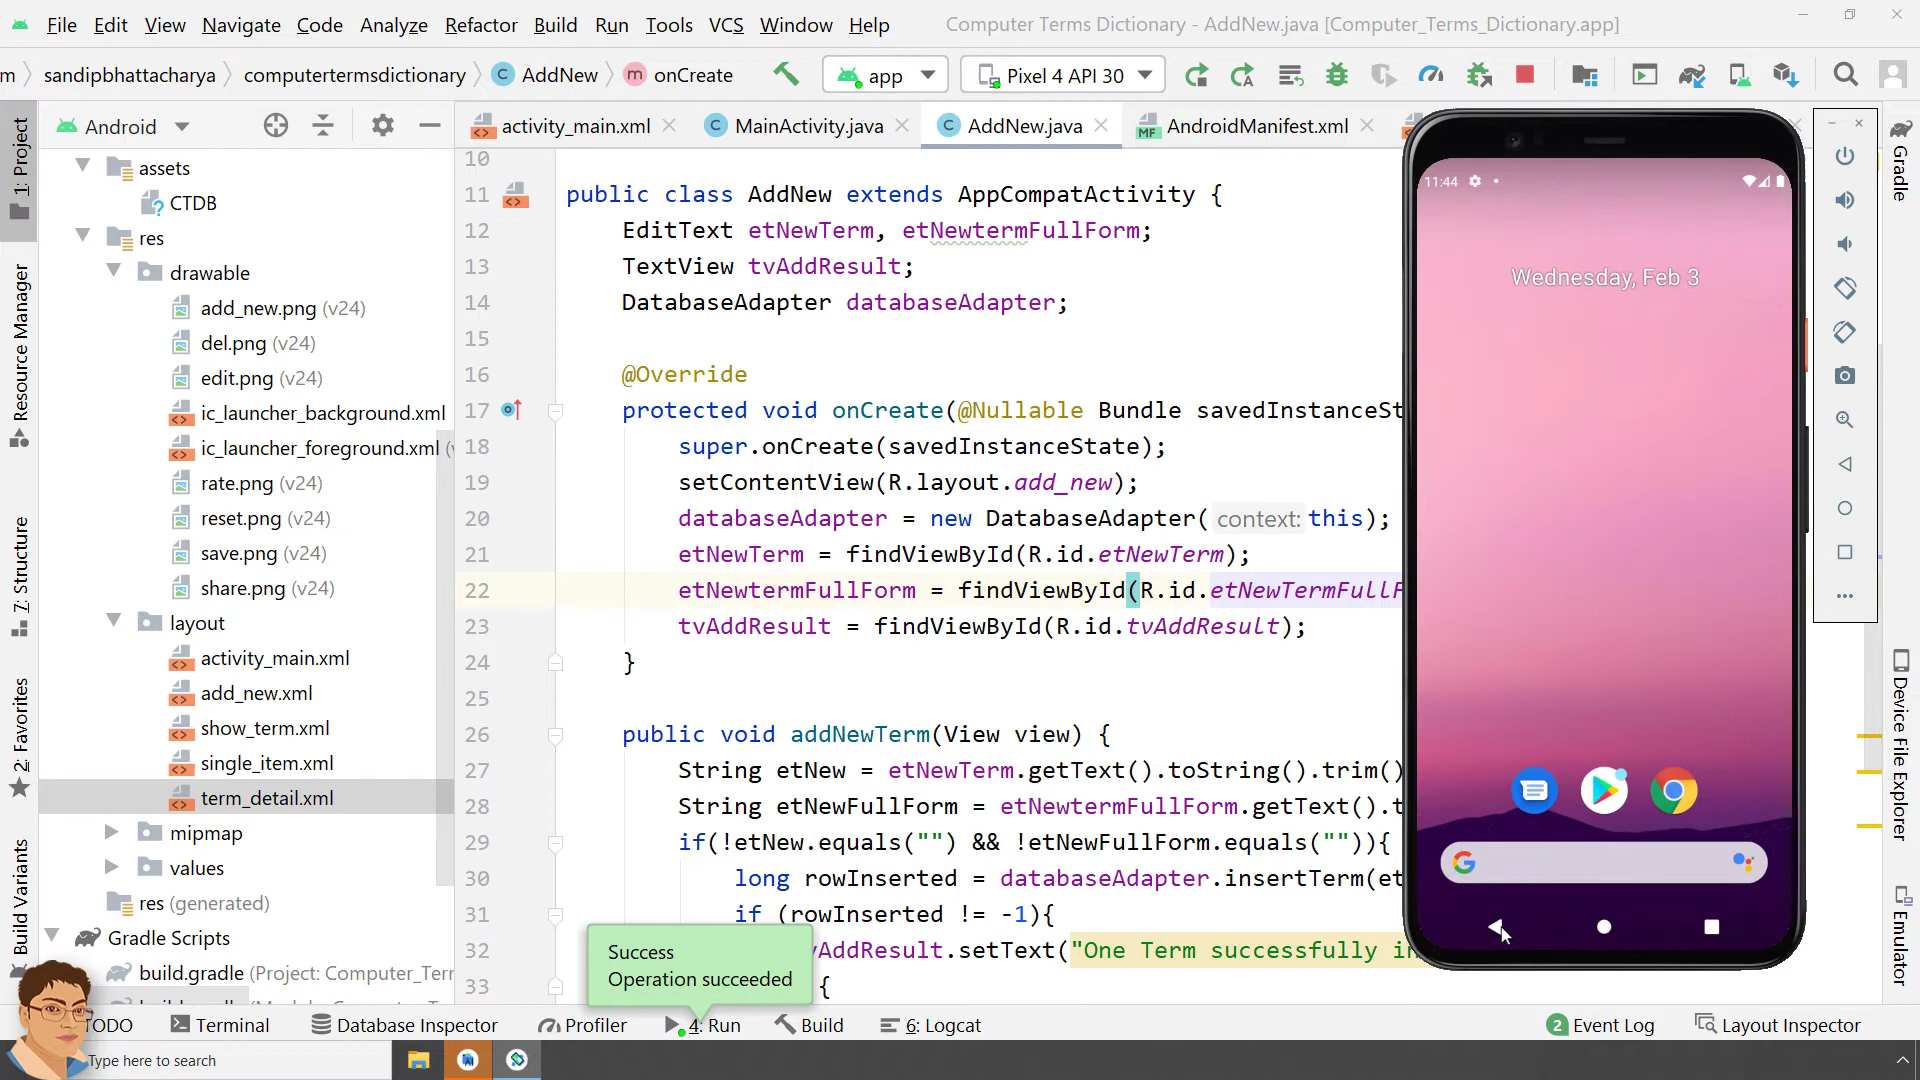 File Edit View Navigate Code Analyze Refactor Build Run Tools VCS Window Help Computer Terms Dictionary - AddNew.java [Computer_Terms_Dictionary.app]
m sandipbhattacharya computertermsdictionary AddNew onCreate app Pixel 4 API 30
Android
activity_main.xml MainActivity.java AddNew.java AndroidManifest.xml
1: Project
Resource Manager
7: Structure
2: Favorites
Build Variants
assets
CTDB
res
drawable
add_new.png (v24)
del.png (v24)
edit.png (v24)
ic_launcher_background.xml
ic_launcher_foreground.xml
rate.png (v24)
reset.png (v24)
save.png (v24)
share.png (v24)
layout
activity_main.xml
add_new.xml
show_term.xml
single_item.xml
term_detail.xml
mipmap
values
res (generated)
Gradle Scripts
build.gradle (Project: Computer_Terr
10
11 public class AddNew extends AppCompatActivity {
12 EditText etNewTerm, etNewtermFullForm;
13 TextView tvAddResult;
14 DatabaseAdapter databaseAdapter;
15
16 @Override
17 protected void onCreate(@Nullable Bundle savedInstanceSt
18 super.onCreate(savedInstanceState);
19 setContentView(R.layout.add_new);
20 databaseAdapter = new DatabaseAdapter( context: this);
21 etNewTerm = findViewById(R.id.etNewTerm);
22 etNewtermFullForm = findViewById(R.id.etNewTermFullF
23 tvAddResult = findViewById(R.id.tvAddResult);
24 }
25
26 public void addNewTerm(View view) {
27 String etNew = etNewTerm.getText().toString().trim()
28 String etNewFullForm = etNewtermFullForm.getText().t
29 if(!etNew.equals("") && !etNewFullForm.equals("")){
30 long rowInserted = databaseAdapter.insertTerm(et
31 if (rowInserted != -1){
32 vAddResult.setText("One Term successfully in
33 {
Success
Operation succeeded
11:44
Wednesday, Feb 3
Gradle
Device File Explorer
Emulator
TODO Terminal Database Inspector Profiler 4: Run Build 6: Logcat 2 Event Log Layout Inspector
Type here to search